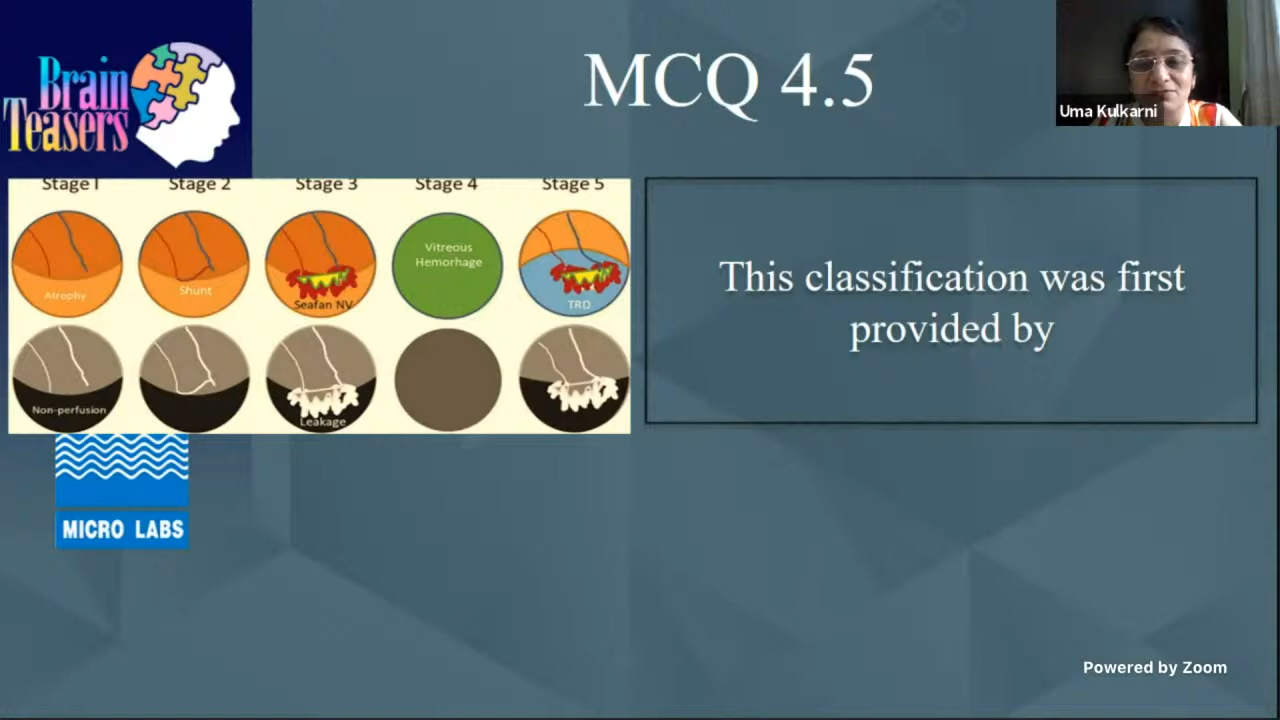 Brain
Teasers
MCQ 4.5
Uma Kulkarni
Stage 1 Stage 2 Stage 3 Stage 4 Stage 5
Atrophy
Shunt
Seafan NV
Vitreous
Hemorrhage
TRD
Non-perfusion
Leakage
This classification was first
provided by
MICRO LABS
Powered by Zoom